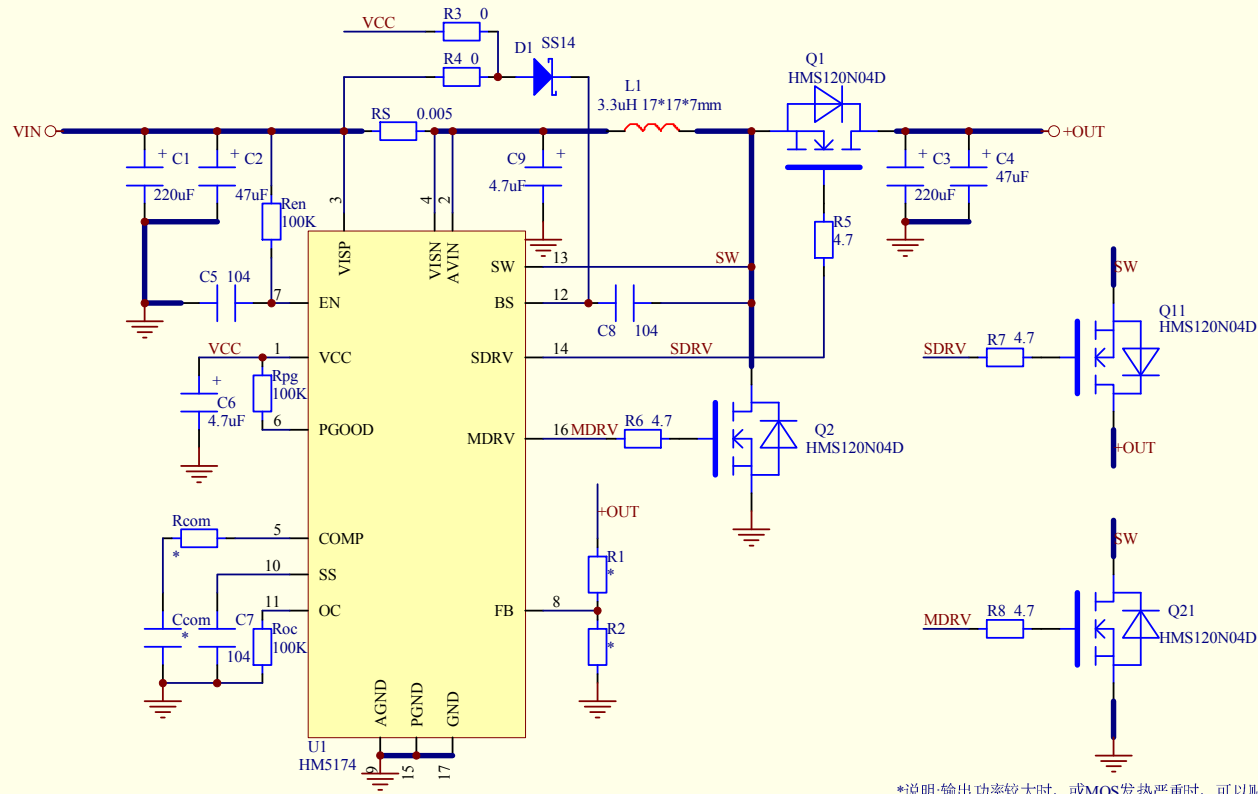 VCC
R3 0
R4 0
D1 SS14
Q1
HMS120N04D
L1
3.3uH 17*17*7mm
VIN
RS 0.005
+OUT
+ C1
220uF
+ C2
47uF
C9 +
4.7uF
+ C3
220uF
+ C4
47uF
Ren
100K
3
4
2
R5
4.7
VISP
VISN
AVIN
SW 13 SW
C5 104
7 EN
BS 12
C8 104
VCC 1 VCC
SDRV 14 SDRV
Rpg
100K
+
C6
4.7uF
6 PGOOD
MDRV 16 MDRV R6 4.7
Q2
HMS120N04D
SW
Q11
HMS120N04D
SDRV R7 4.7
+OUT
+OUT
Rcom
*
5 COMP
10 SS
11 OC
R1
*
FB 8
R2
*
Ccom
*
C7
104
Roc
100K
SW
MDRV R8 4.7
Q21
HMS120N04D
AGND
PGND
GND
U1
HM5174
9
15
17
*说明:输出功率较大时，或MOS发热严重时，可以